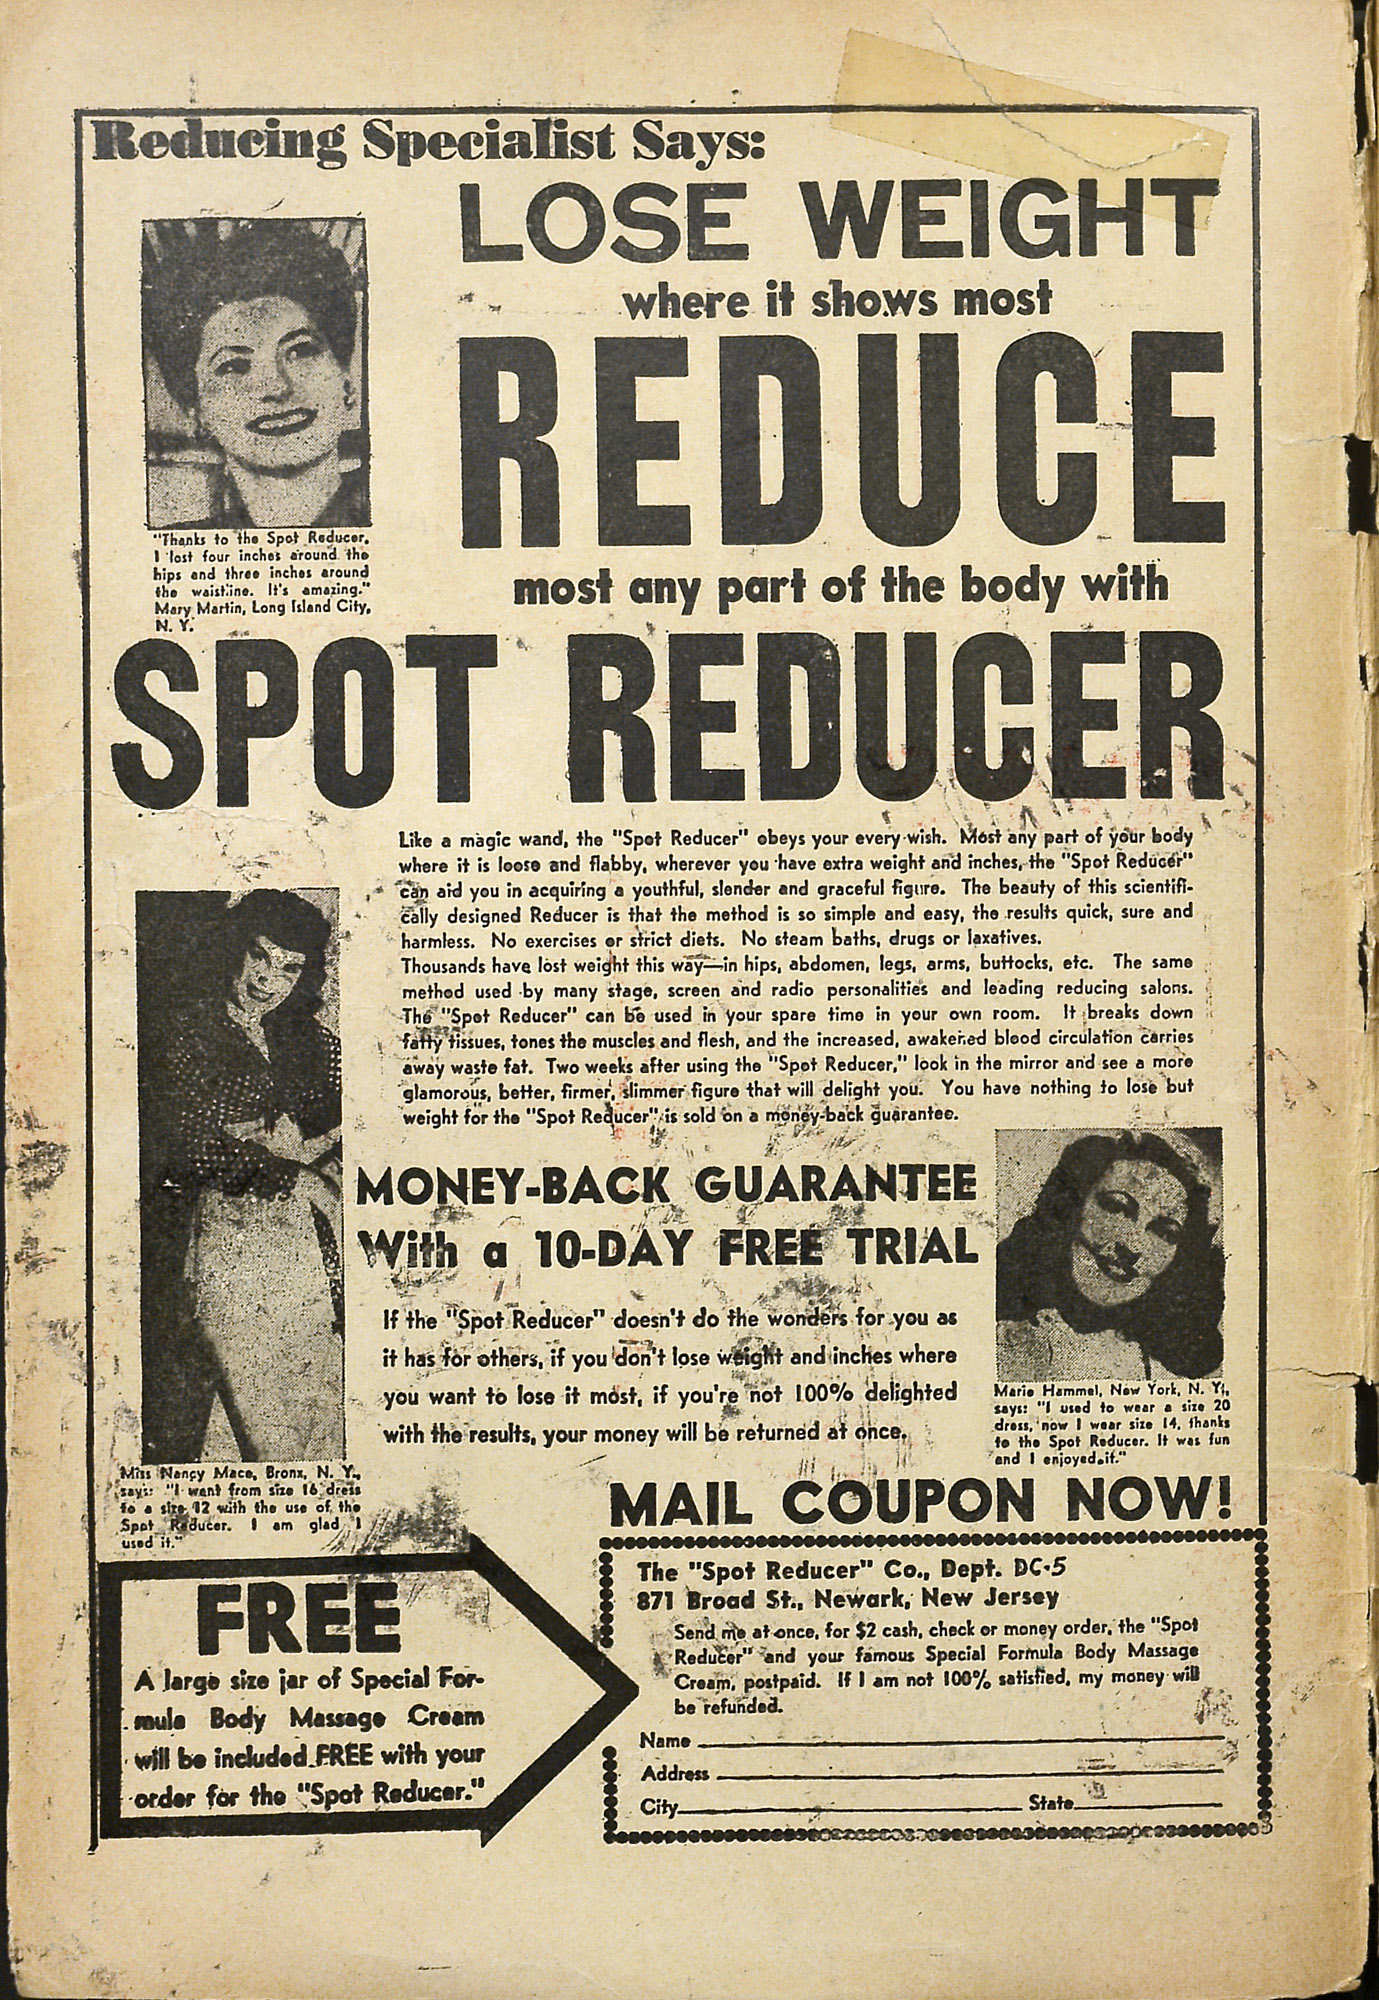 Reducing Specialist Says:
LOSE WEIGHT
where it shows most
REDUCE
most any part of the body with
SPOT REDUCER
"Thanks to the Spot Reducer,
I lost four inches around the
hips and three inches around
the waistline. It's amazing."
Mary Martin, Long Island City,
N. Y.
Like a magic wand, the "Spot Reducer" obeys your every wish. Most any part of your body
where it is loose and flabby, wherever you have extra weight and inches, the "Spot Reducer"
can aid you in acquiring a youthful, slender and graceful figure. The beauty of this scientifi-
cally designed Reducer is that the method is so simple and easy, the results quick, sure and
harmless. No exercises or strict diets. No steam baths, drugs or laxatives.
Thousands have lost weight this way—in hips, abdomen, legs, arms, buttocks, etc. The same
method used by many stage, screen and radio personalities and leading reducing salons.
The "Spot Reducer" can be used in your spare time in your own room. It breaks down
fatty tissues, tones the muscles and flesh, and the increased, awakened blood circulation carries
away waste fat. Two weeks after using the "Spot Reducer," look in the mirror and see a more
glamorous, better, firmer, slimmer figure that will delight you. You have nothing to lose but
weight for the "Spot Reducer" is sold on a money-back guarantee.
MONEY-BACK GUARANTEE
With a 10-DAY FREE TRIAL
If the "Spot Reducer" doesn't do the wonders for you as
it has for others, if you don't lose weight and inches where
you want to lose it most, if you're not 100% delighted
with the results, your money will be returned at once.
Marie Hammel, New York, N. Y.,
says: "I used to wear a size 20
dress, now I wear size 14, thanks
to the Spot Reducer. It was fun
and I enjoyed it."
Miss Nancy Mace, Bronx, N. Y.,
says: "I went from size 16 dress
to a size 12 with the use of the
Spot Reducer. I am glad I
used it."
MAIL COUPON NOW!
FREE
A large size jar of Special For-
mula Body Massage Cream
will be included FREE with your
order for the "Spot Reducer."
The "Spot Reducer" Co., Dept. DC-5
871 Broad St., Newark, New Jersey
Send me at once, for $2 cash, check or money order, the "Spot
Reducer" and your famous Special Formula Body Massage
Cream, postpaid. If I am not 100% satisfied, my money will
be refunded.
Name
Address
City State